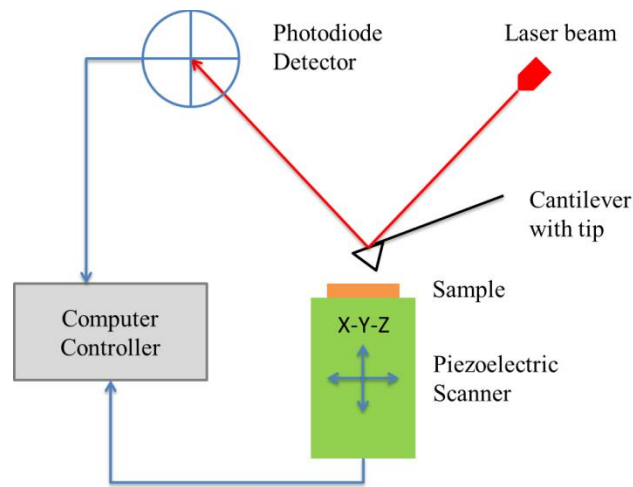 Photodiode
Detector
Laser beam
Cantilever
with tip
Sample
X-Y-Z
Computer
Controller
Piezoelectric
Scanner